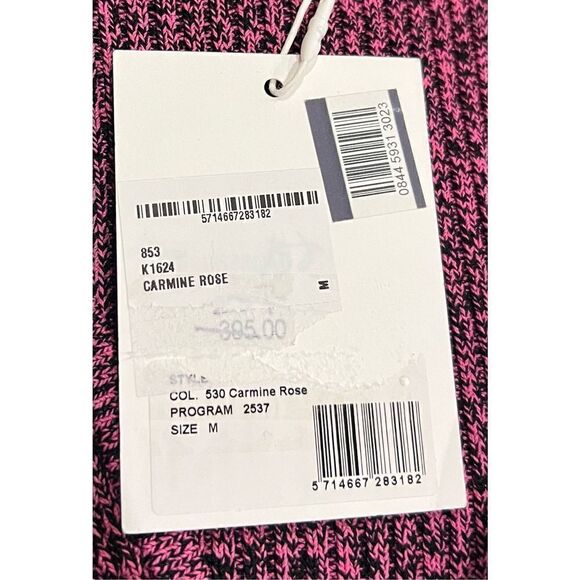 0844 5931 3023
5714667283182
853
K1624
CARMINE ROSE
M
395.00
STYLE
COL. 530 Carmine Rose
PROGRAM 2537
SIZE M
5 714667 283182